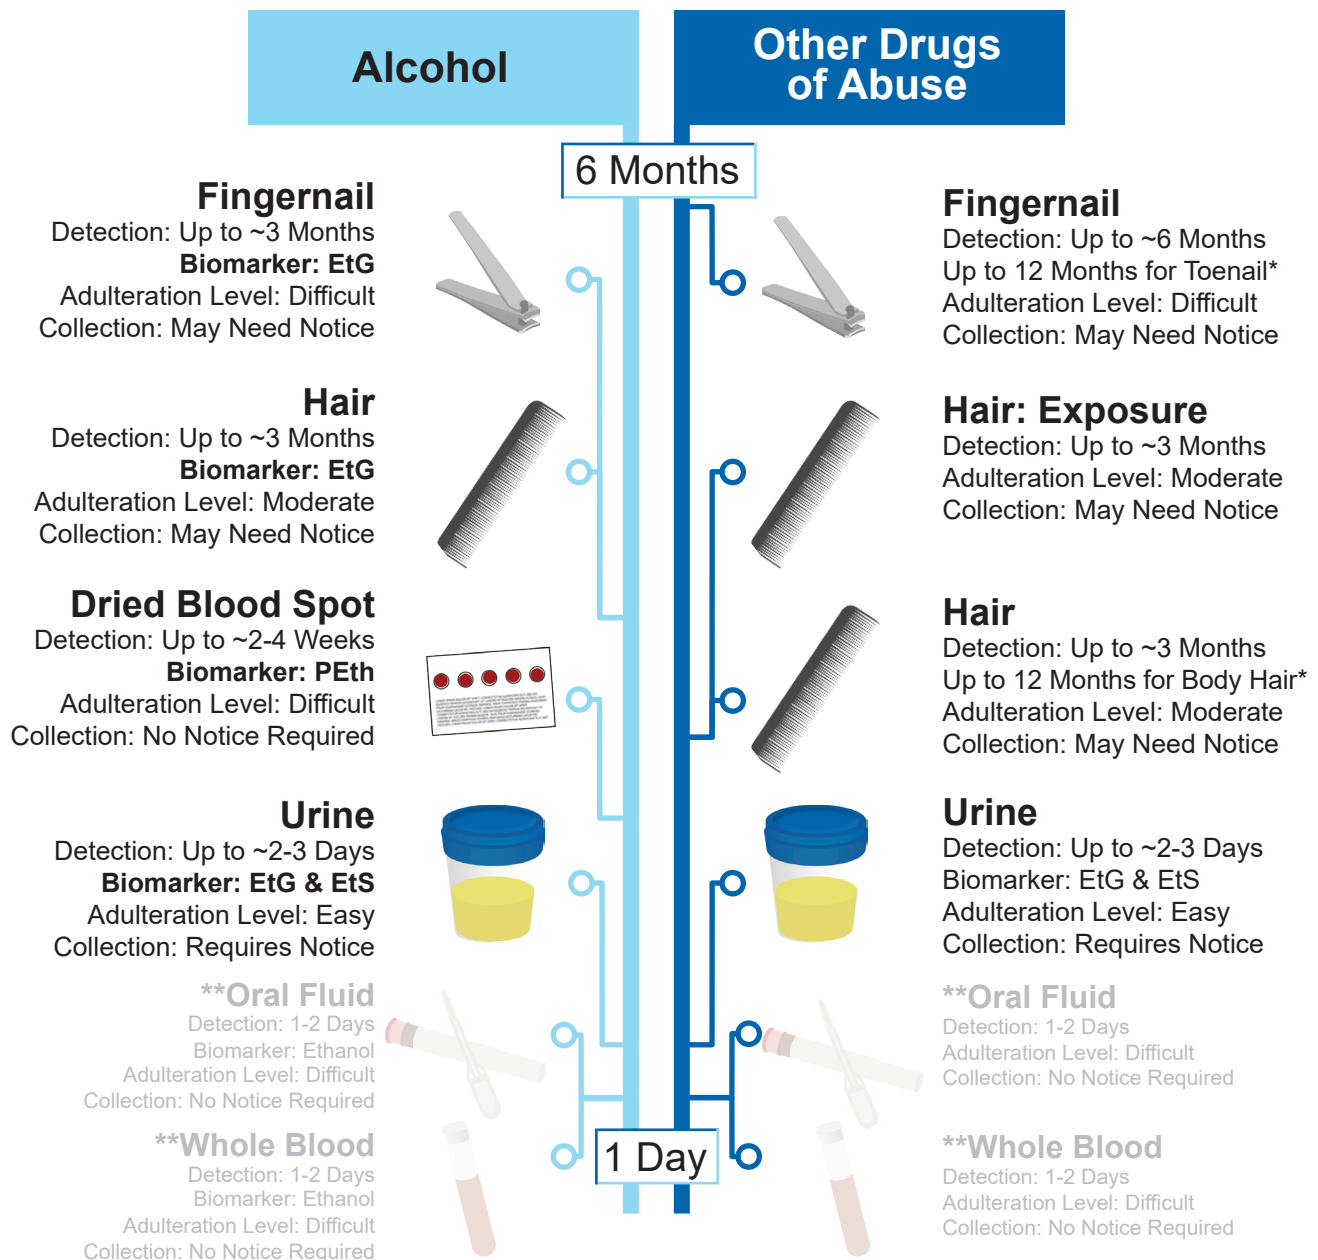 Alcohol
Other Drugs
of Abuse
6 Months
Fingernail
Detection: Up to ~3 Months
Biomarker: EtG
Adulteration Level: Difficult
Collection: May Need Notice
Hair
Detection: Up to ~3 Months
Biomarker: EtG
Adulteration Level: Moderate
Collection: May Need Notice
Dried Blood Spot
Detection: Up to ~2-4 Weeks
Biomarker: PEth
Adulteration Level: Difficult
Collection: No Notice Required
Urine
Detection: Up to ~2-3 Days
Biomarker: EtG & EtS
Adulteration Level: Easy
Collection: Requires Notice
**Oral Fluid
Detection: 1-2 Days
Biomarker: Ethanol
Adulteration Level: Difficult
Collection: No Notice Required
**Whole Blood
Detection: 1-2 Days
Biomarker: Ethanol
Adulteration Level: Difficult
Collection: No Notice Required
Fingernail
Detection: Up to ~6 Months
Up to 12 Months for Toenail*
Adulteration Level: Difficult
Collection: May Need Notice
Hair: Exposure
Detection: Up to ~3 Months
Adulteration Level: Moderate
Collection: May Need Notice
Hair
Detection: Up to ~3 Months
Up to 12 Months for Body Hair*
Adulteration Level: Moderate
Collection: May Need Notice
Urine
Detection: Up to ~2-3 Days
Biomarker: EtG & EtS
Adulteration Level: Easy
Collection: Requires Notice
**Oral Fluid
Detection: 1-2 Days
Adulteration Level: Difficult
Collection: No Notice Required
**Whole Blood
Detection: 1-2 Days
Adulteration Level: Difficult
Collection: No Notice Required
1 Day